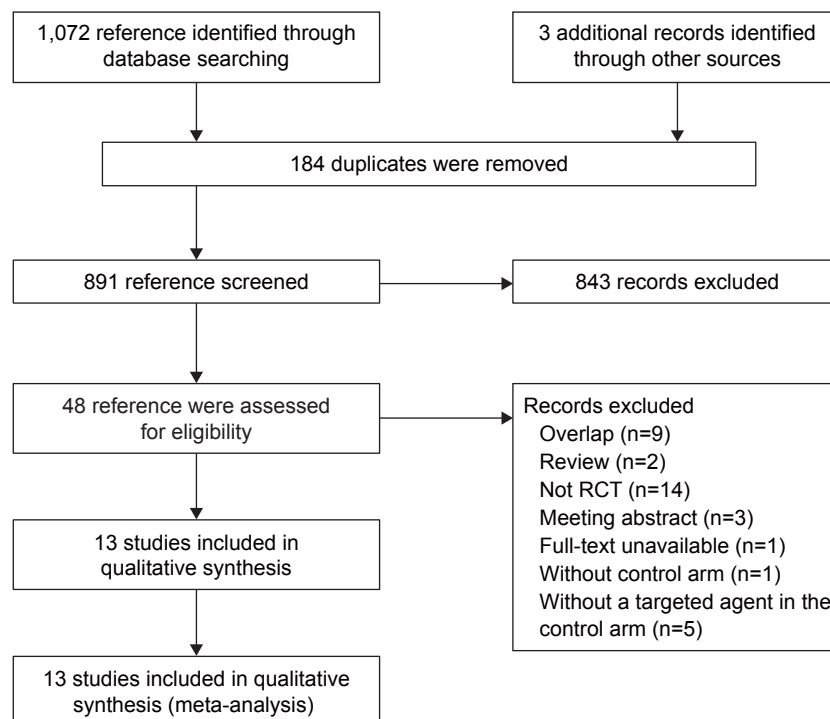 1,072 reference identified through
database searching
3 additional records identified
through other sources
184 duplicates were removed
891 reference screened
843 records excluded
48 reference were assessed
for eligibility
Records excluded
Overlap (n=9)
Review (n=2)
Not RCT (n=14)
Meeting abstract (n=3)
Full-text unavailable (n=1)
Without control arm (n=1)
Without a targeted agent in the
control arm (n=5)
13 studies included in
qualitative synthesis
13 studies included in qualitative
synthesis (meta-analysis)